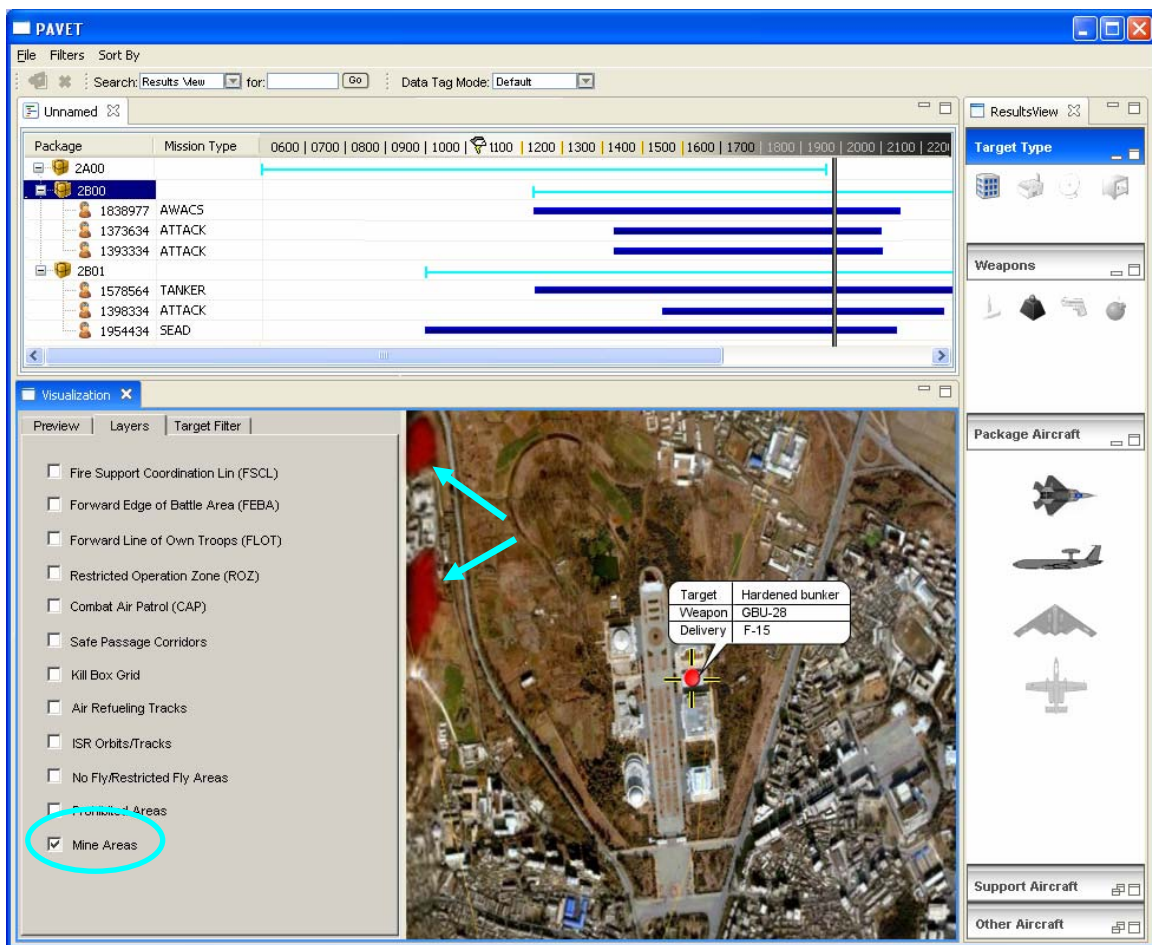 PAVET
File Filters Sort By
Search: Results View for: Go Data Tag Mode: Default
Unnamed
Package Mission Type 0600 | 0700 | 0800 | 0900 | 1000 | 1100 | 1200 | 1300 | 1400 | 1500 | 1600 | 1700 | 1800 | 1900 | 2000 | 2100 | 220
2A00
2B00
1838977 AWACS
1373634 ATTACK
1393334 ATTACK
2B01
1578564 TANKER
1398334 ATTACK
1954434 SEAD
ResultsView
Target Type
Weapons
Package Aircraft
Support Aircraft
Other Aircraft
Visualization
Preview | Layers | Target Filter |
Fire Support Coordination Lin (FSCL)
Forward Edge of Battle Area (FEBA)
Forward Line of Own Troops (FLOT)
Restricted Operation Zone (ROZ)
Combat Air Patrol (CAP)
Safe Passage Corridors
Kill Box Grid
Air Refueling Tracks
ISR Orbits/Tracks
No Fly/Restricted Fly Areas
Prohibited Areas
Mine Areas
Target Hardened bunker
Weapon GBU-28
Delivery F-15